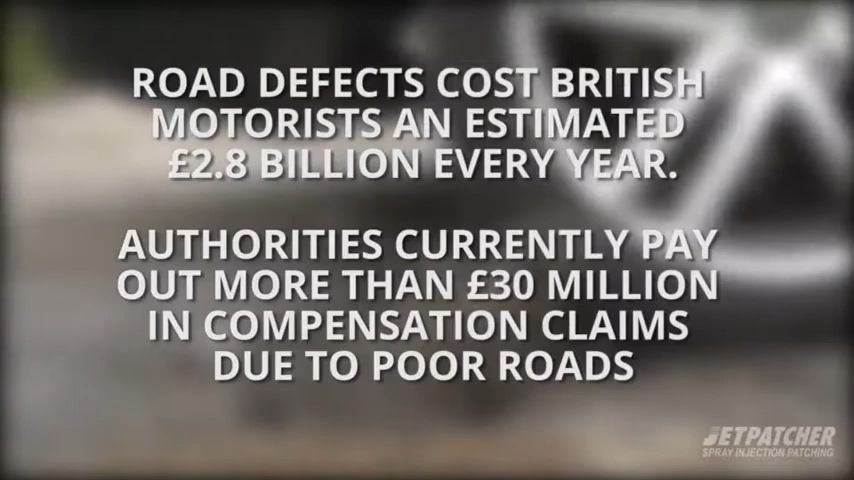 ROAD DEFECTS COST BRITISH
MOTORISTS AN ESTIMATED
£2.8 BILLION EVERY YEAR.
AUTHORITIES CURRENTLY PAY
OUT MORE THAN £30 MILLION
IN COMPENSATION CLAIMS
DUE TO POOR ROADS
JETPATCHER
SPRAY INJECTION PATCHING